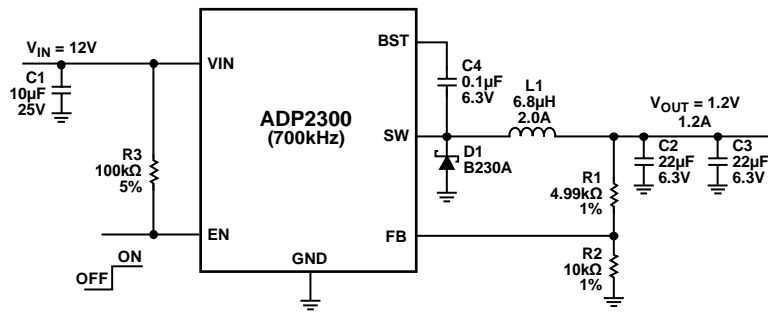 V_IN = 12V
C1
10µF
25V
VIN
R3
100kΩ
5%
EN
ON
OFF
ADP2300
(700kHz)
GND
BST
SW
FB
C4
0.1µF
6.3V
L1
6.8µH
2.0A
D1
B230A
V_OUT = 1.2V
1.2A
C2
22µF
6.3V
C3
22µF
6.3V
R1
4.99kΩ
1%
R2
10kΩ
1%